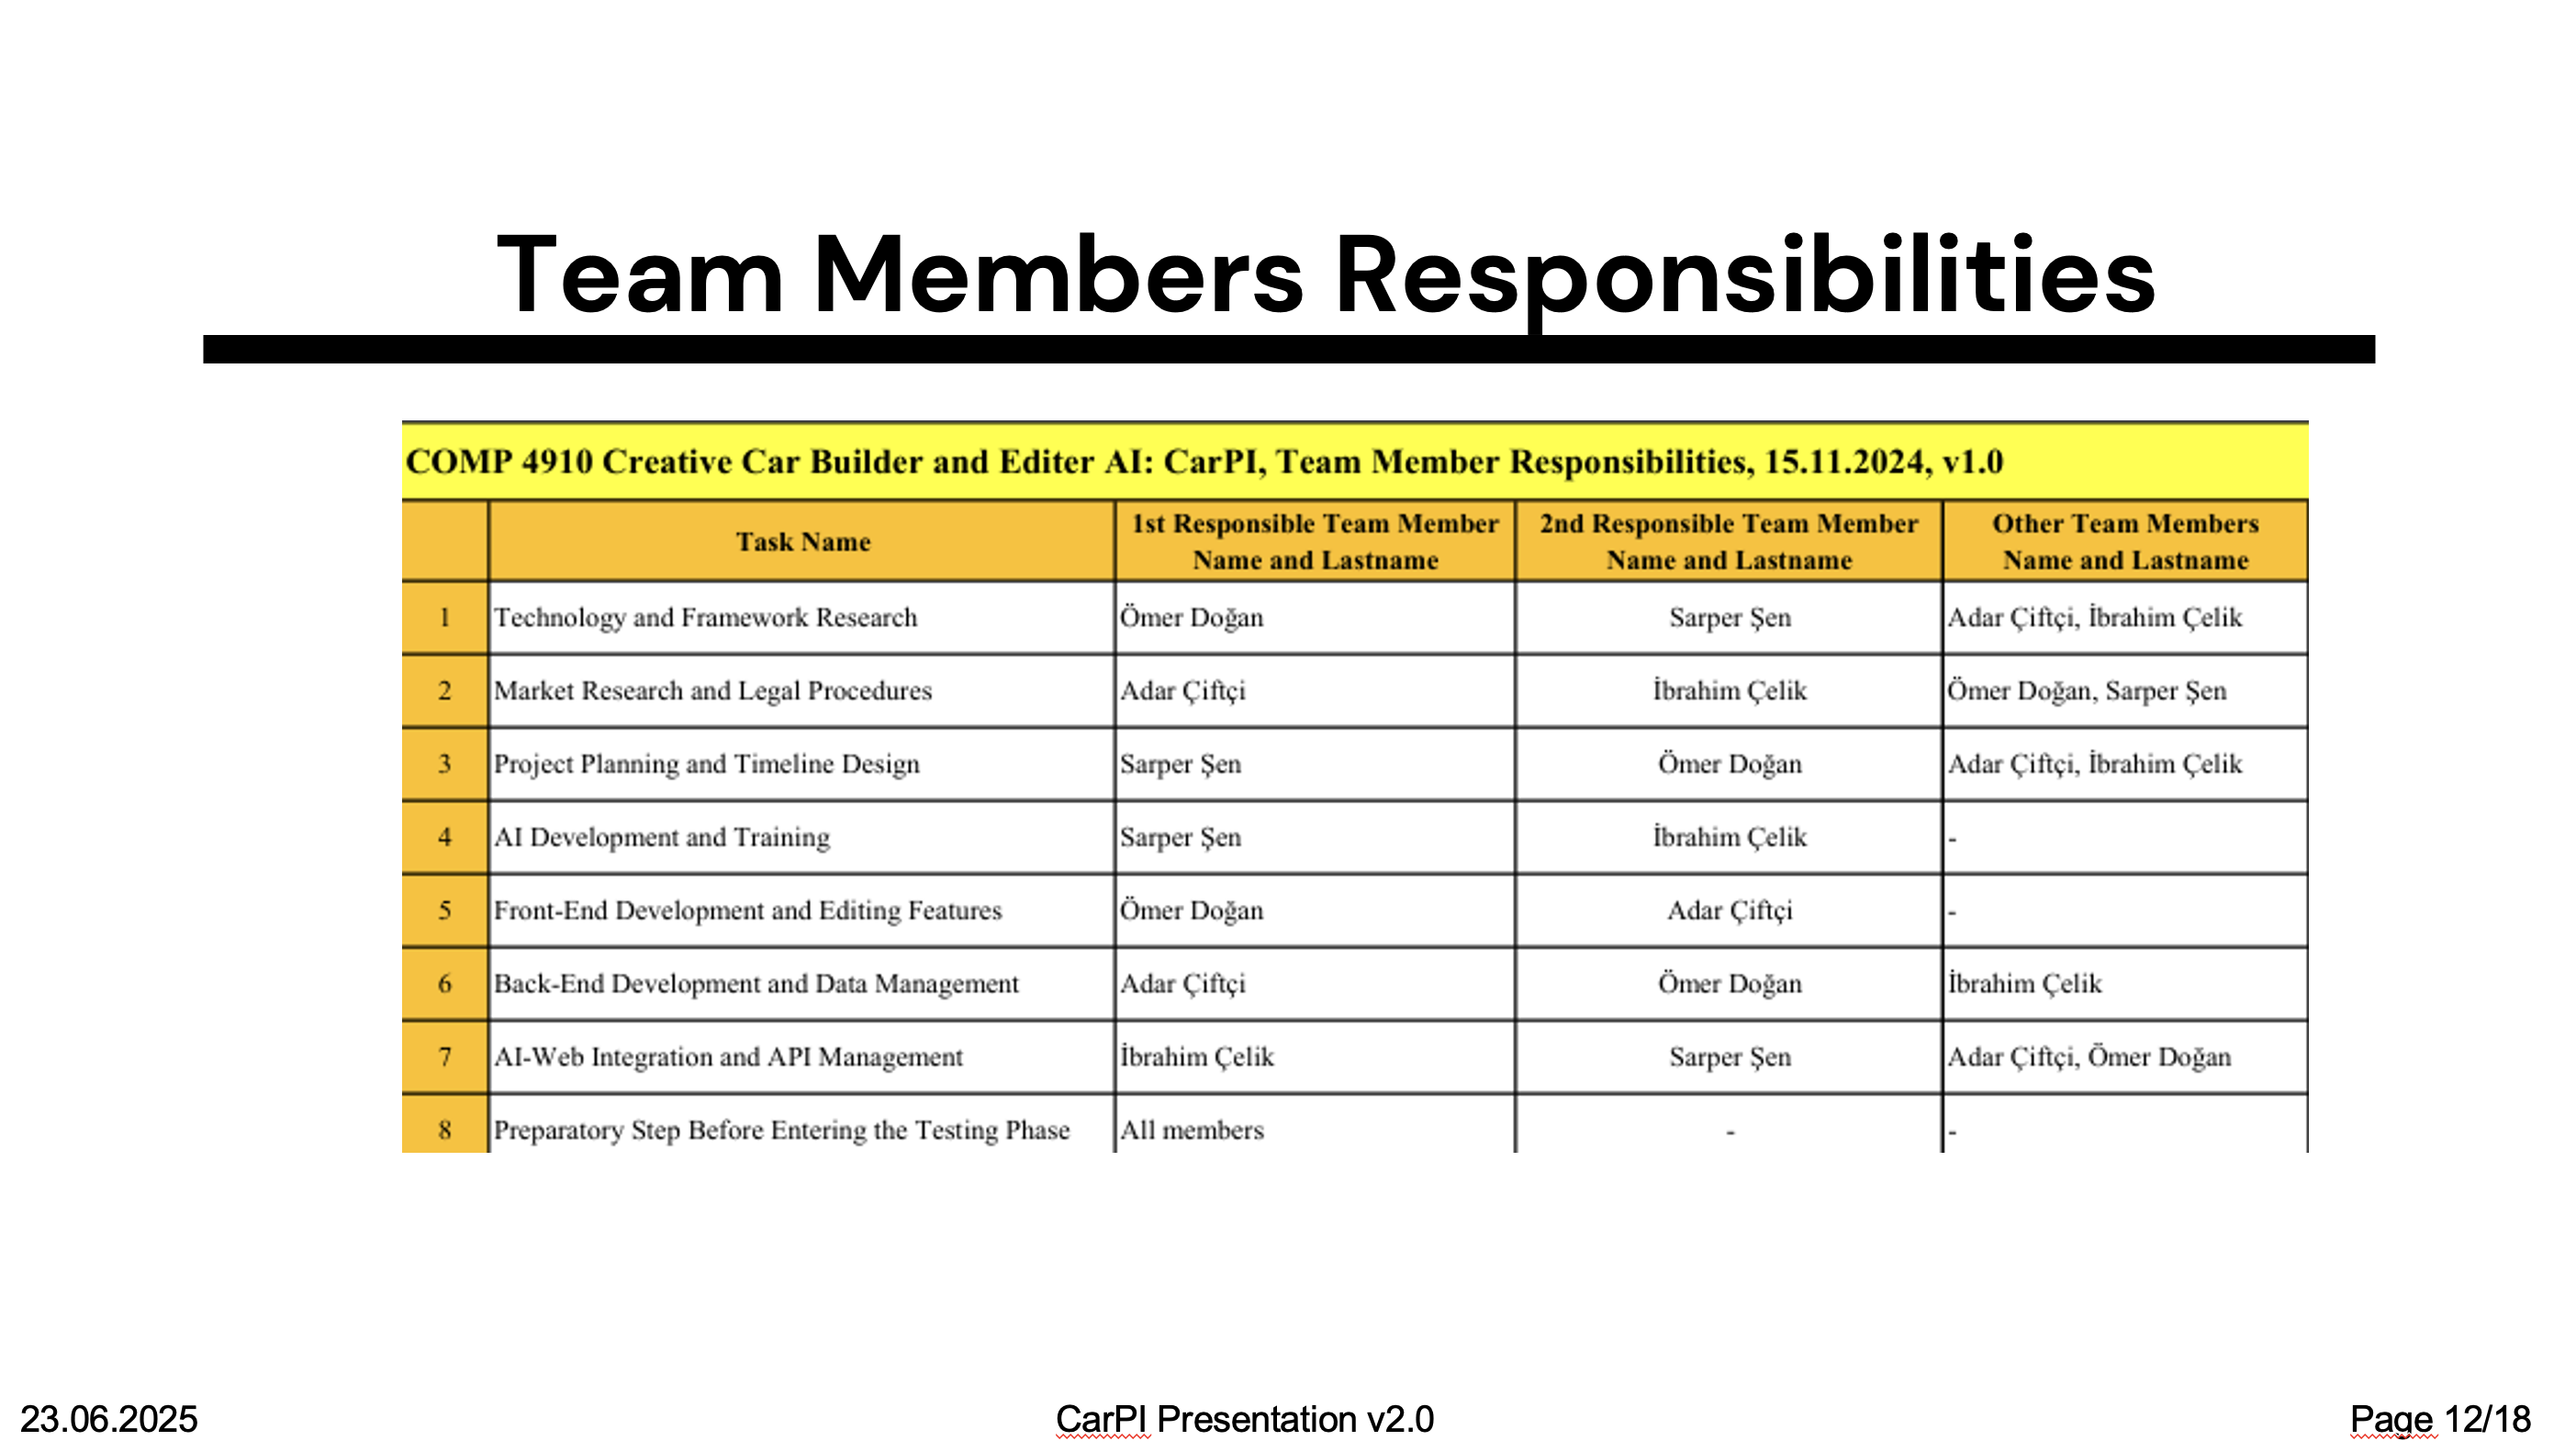 Team Members Responsibilities
COMP 4910 Creative Car Builder and Editer AI: CarPI, Team Member Responsibilities, 15.11.2024, v1.0
Task Name
1st Responsible Team Member
Name and Lastname
2nd Responsible Team Member
Name and Lastname
Other Team Members
Name and Lastname
1 Technology and Framework Research Ömer Doğan Sarper Şen Adar Çiftçi, İbrahim Çelik
2 Market Research and Legal Procedures Adar Çiftçi İbrahim Çelik Ömer Doğan, Sarper Şen
3 Project Planning and Timeline Design Sarper Şen Ömer Doğan Adar Çiftçi, İbrahim Çelik
4 AI Development and Training Sarper Şen İbrahim Çelik -
5 Front-End Development and Editing Features Ömer Doğan Adar Çiftçi -
6 Back-End Development and Data Management Adar Çiftçi Ömer Doğan İbrahim Çelik
7 AI-Web Integration and API Management İbrahim Çelik Sarper Şen Adar Çiftçi, Ömer Doğan
8 Preparatory Step Before Entering the Testing Phase All members - -
23.06.2025 CarPI Presentation v2.0 Page 12/18